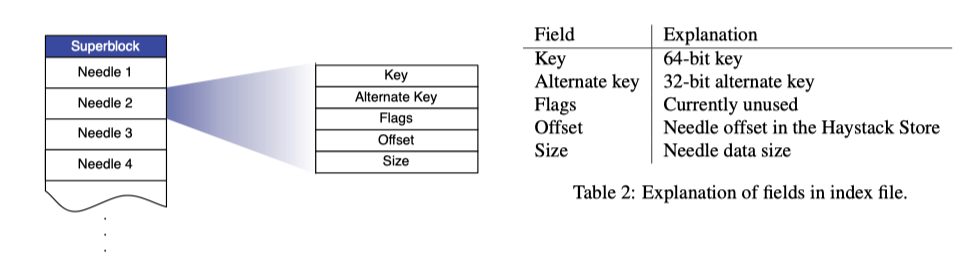 Superblock
Needle 1
Needle 2
Needle 3
Needle 4
Key
Alternate Key
Flags
Offset
Size
Field Explanation
Key 64-bit key
Alternate key 32-bit alternate key
Flags Currently unused
Offset Needle offset in the Haystack Store
Size Needle data size
Table 2: Explanation of fields in index file.